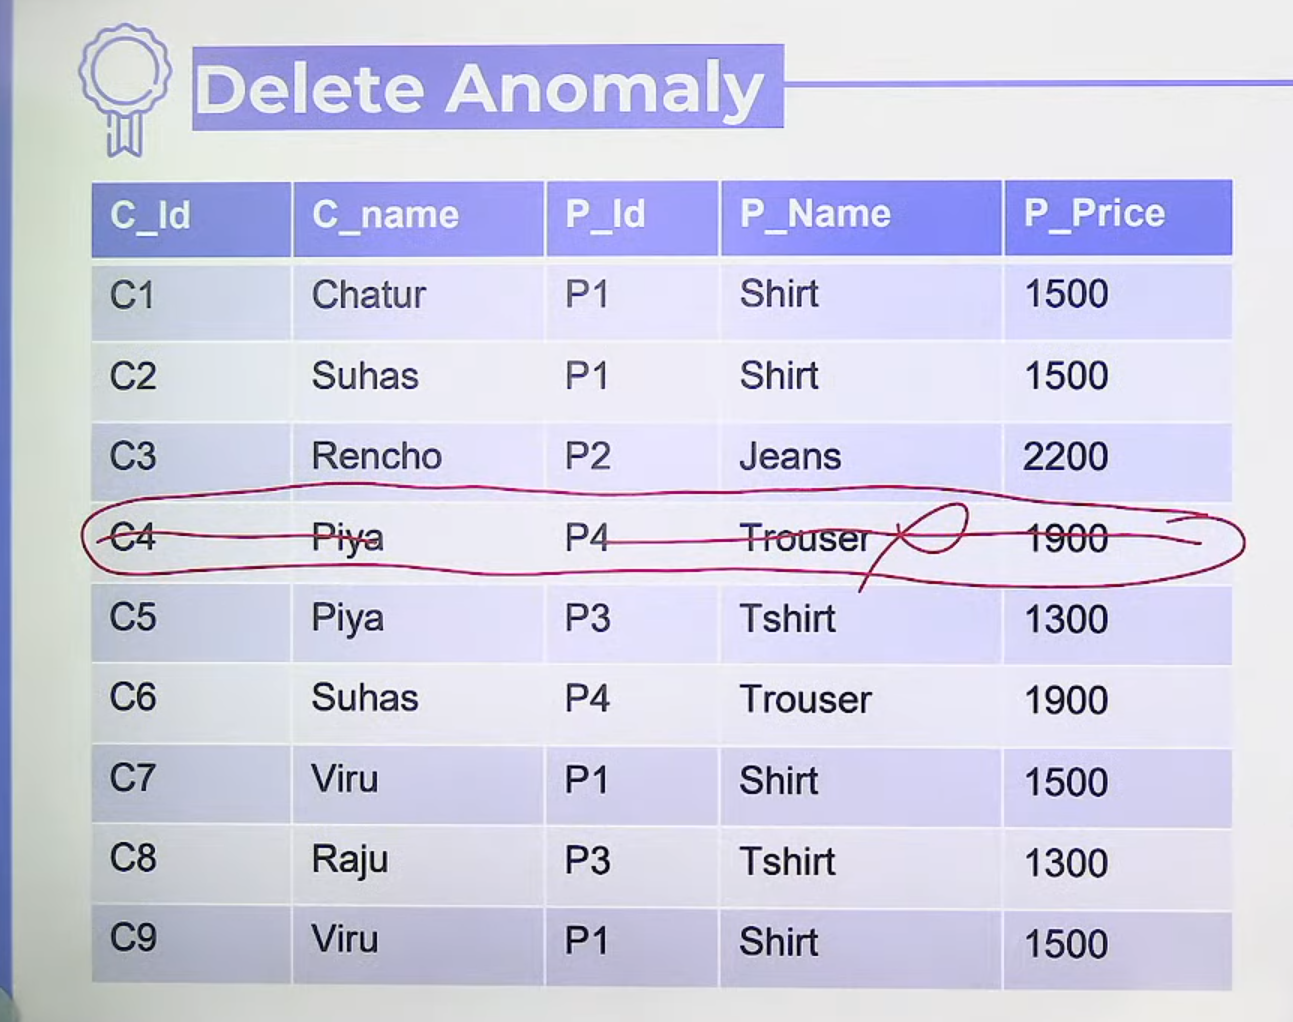 Delete Anomaly
C_Id C_name P_Id P_Name P_Price
C1 Chatur P1 Shirt 1500
C2 Suhas P1 Shirt 1500
C3 Rencho P2 Jeans 2200
C4 Piya P4 Trouser 1900
C5 Piya P3 Tshirt 1300
C6 Suhas P4 Trouser 1900
C7 Viru P1 Shirt 1500
C8 Raju P3 Tshirt 1300
C9 Viru P1 Shirt 1500